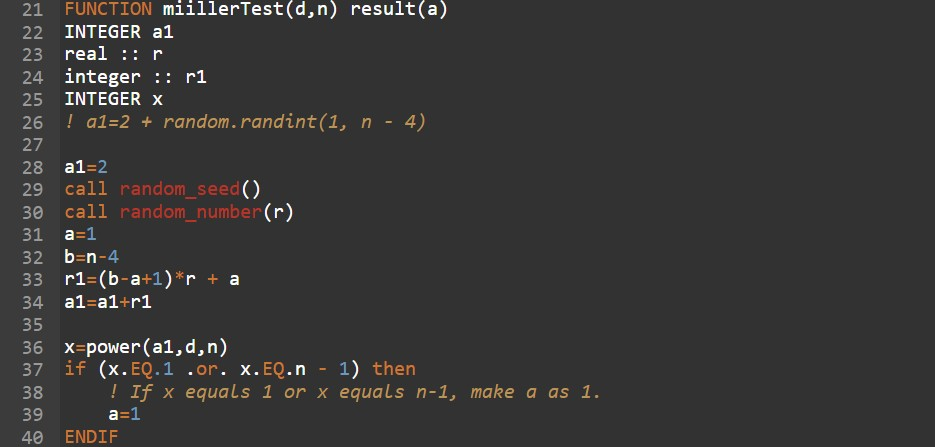 21 FUNCTION miillerTest(d,n) result(a)
22 INTEGER a1
23 real :: r
24 integer :: r1
25 INTEGER x
26 ! a1=2 + random.randint(1, n - 4)
27
28 a1=2
29 call random_seed()
30 call random_number(r)
31 a=1
32 b=n-4
33 r1=(b-a+1)*r + a
34 a1=a1+r1
35
36 x=power(a1,d,n)
37 if (x.EQ.1 .or. x.EQ.n - 1) then
38     ! If x equals 1 or x equals n-1, make a as 1.
39     a=1
40 ENDIF